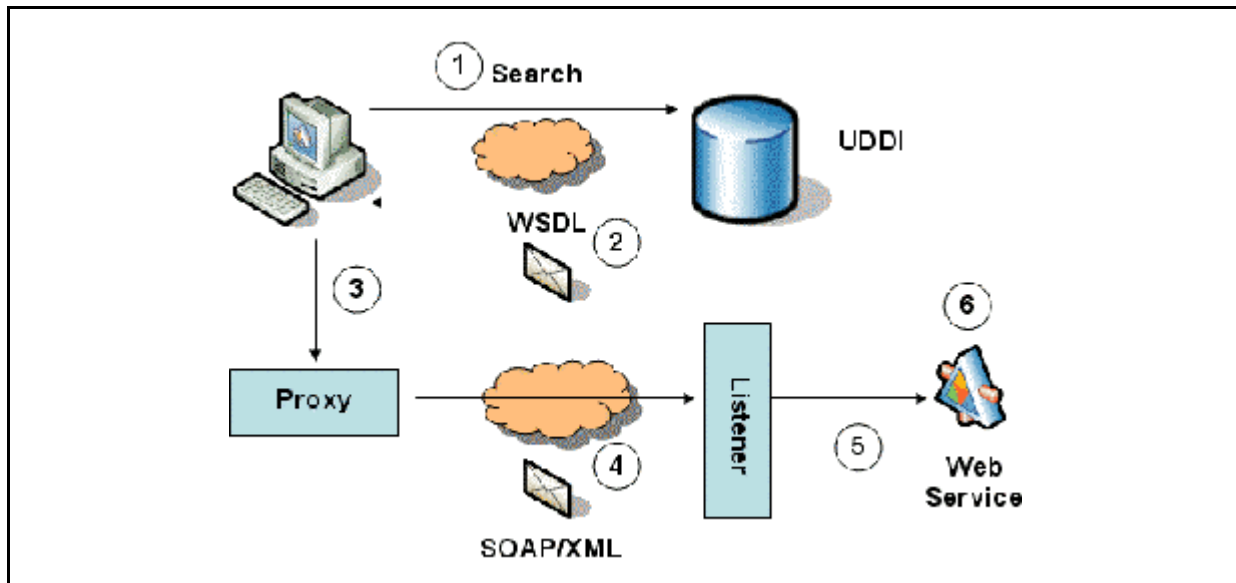 1 Search
UDDI
WSDL 2
3
6
Proxy
Listener
4
5
Web
Service
SOAP/XML